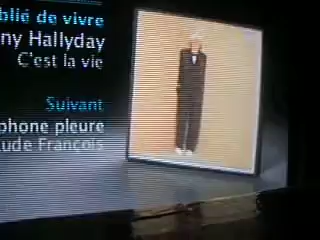 blié de vivre
ny Hallyday
C'est la vie
Suivant
phone pleure
ude François